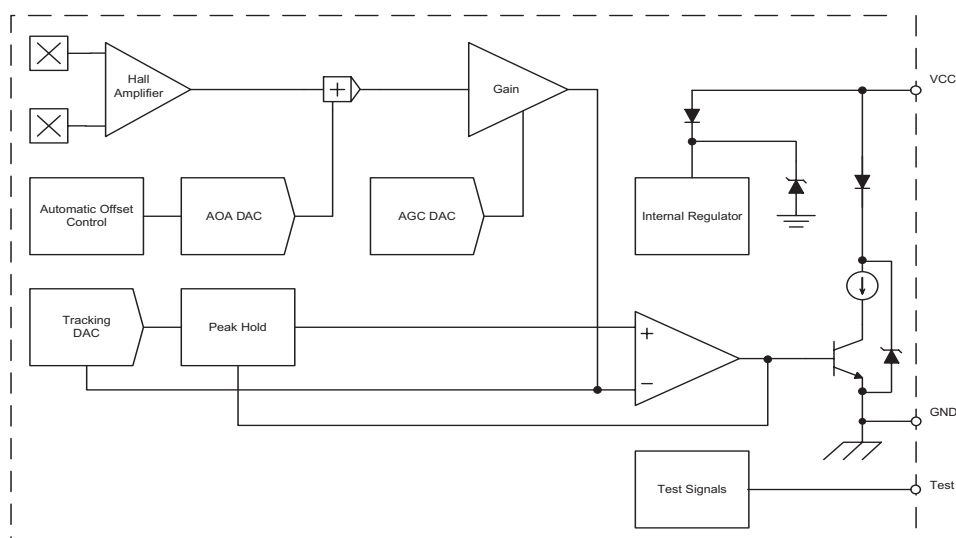 VCC
Hall
Amplifier
+
Gain
Automatic Offset
Control
AOA DAC
AGC DAC
Internal Regulator
Tracking
DAC
Peak Hold
+
−
GND
Test Signals
Test